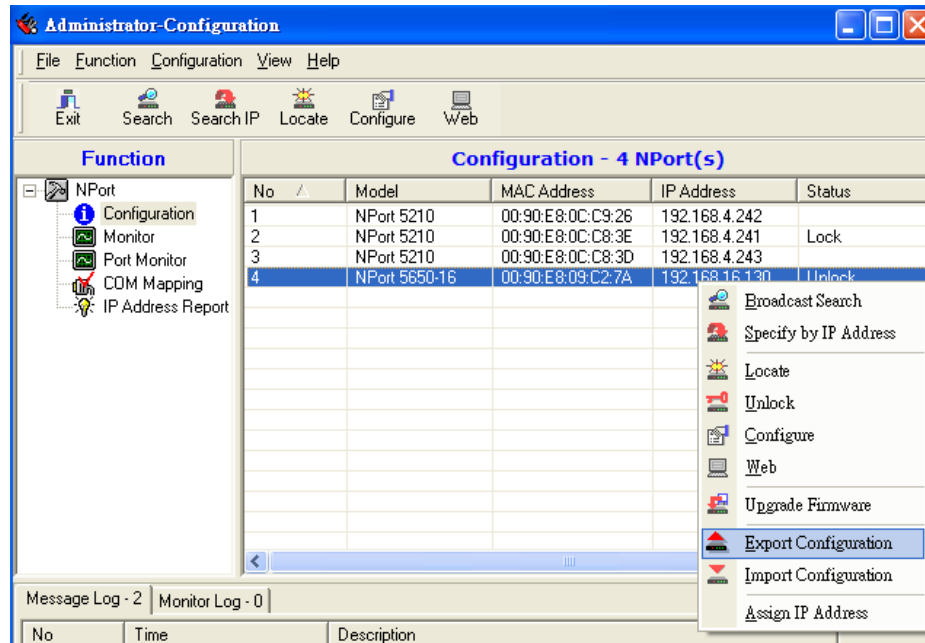 Administrator-Configuration
File Function Configuration View Help
Exit Search Search IP Locate Configure Web
Function
NPort
Configuration
Monitor
Port Monitor
COM Mapping
IP Address Report
Configuration - 4 NPort(s)
No Model MAC Address IP Address Status
1 NPort 5210 00:90:E8:0C:C9:26 192.168.4.242
2 NPort 5210 00:90:E8:0C:C8:3E 192.168.4.241 Lock
3 NPort 5210 00:90:E8:0C:C8:3D 192.168.4.243
4 NPort 5650-16 00:90:E8:09:C2:7A 192.168.16.130 Unlock
Broadcast Search
Specify by IP Address
Locate
Unlock
Configure
Web
Upgrade Firmware
Export Configuration
Import Configuration
Assign IP Address
Message Log - 2 Monitor Log - 0
No Time Description